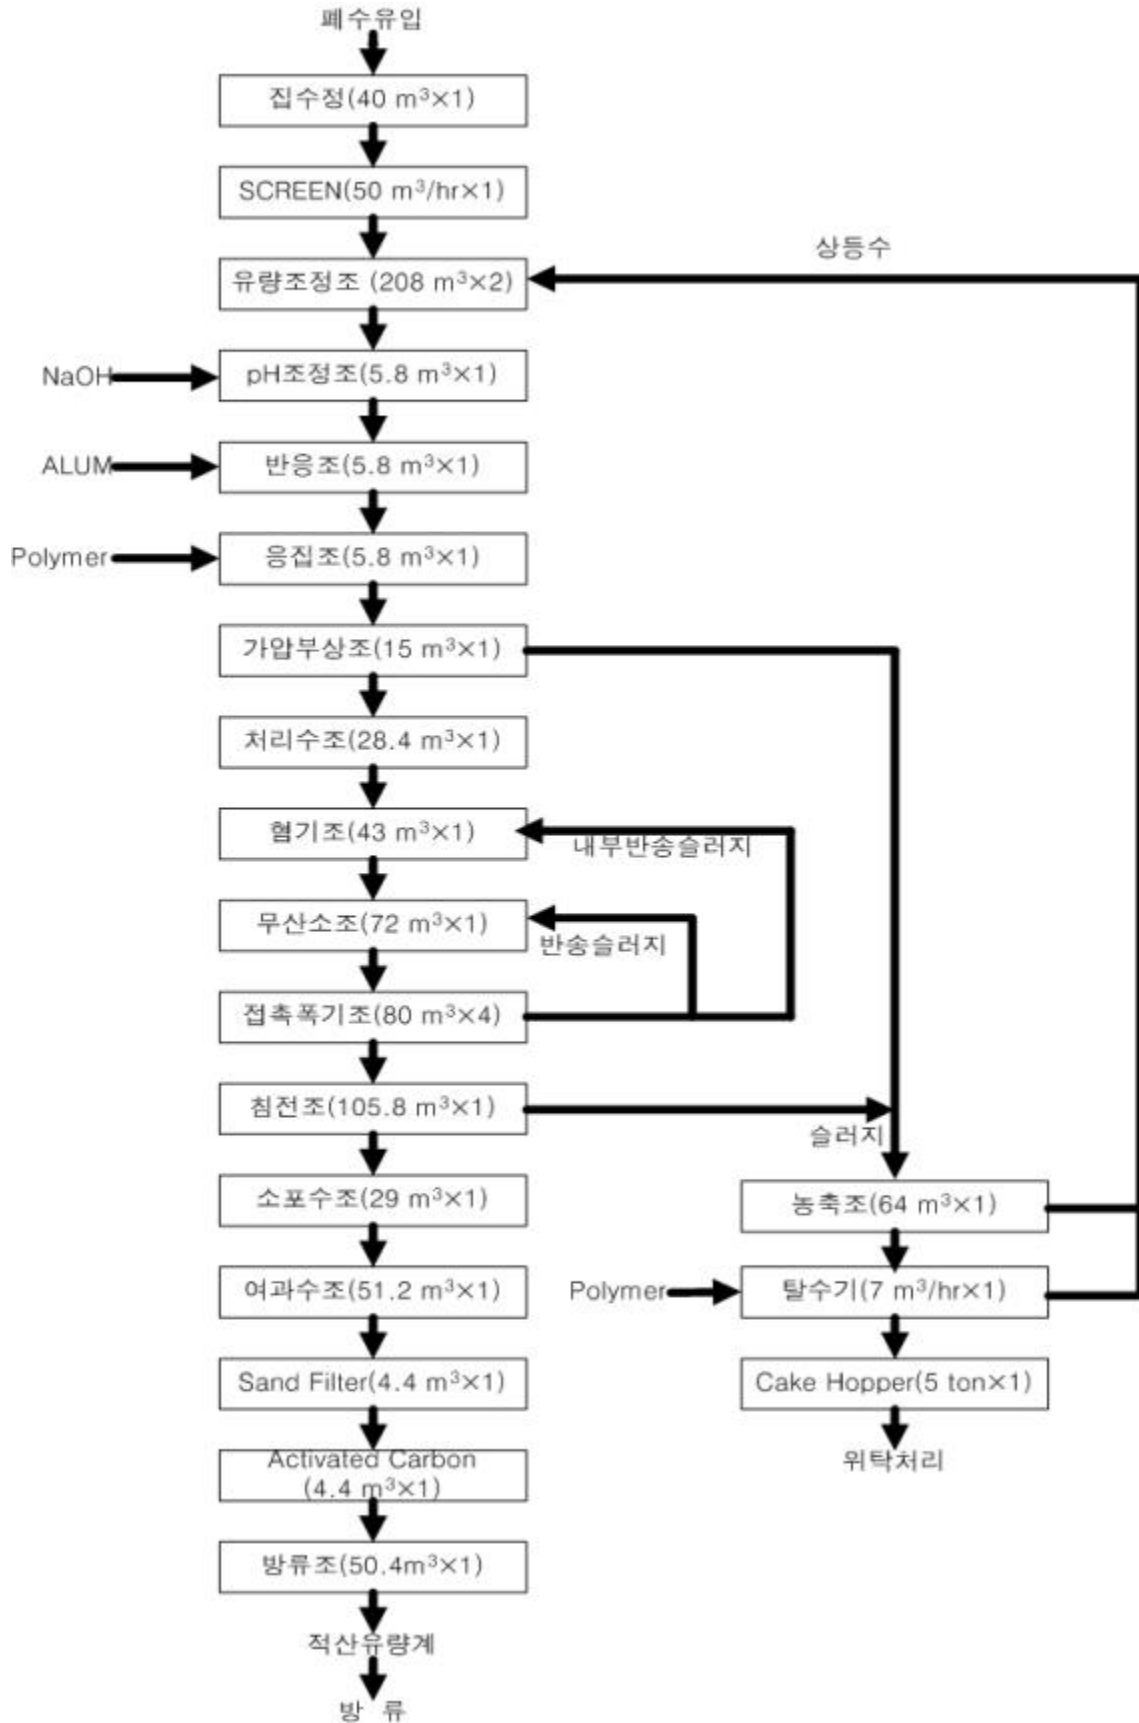 폐수유입
집수정(40 m³×1)
SCREEN(50 m³/hr×1)
상등수
유량조정조 (208 m³×2)
NaOH
pH조정조(5.8 m³×1)
ALUM
반응조(5.8 m³×1)
Polymer
응집조(5.8 m³×1)
가압부상조(15 m³×1)
처리수조(28.4 m³×1)
혐기조(43 m³×1)
내부반송슬러지
무산소조(72 m³×1)
반송슬러지
접촉폭기조(80 m³×4)
침전조(105.8 m³×1)
슬러지
소포수조(29 m³×1)
농축조(64 m³×1)
여과수조(51.2 m³×1)
Polymer
탈수기(7 m³/hr×1)
Sand Filter(4.4 m³×1)
Cake Hopper(5 ton×1)
Activated Carbon
(4.4 m³×1)
위탁처리
방류조(50.4m³×1)
적산유량계
방 류